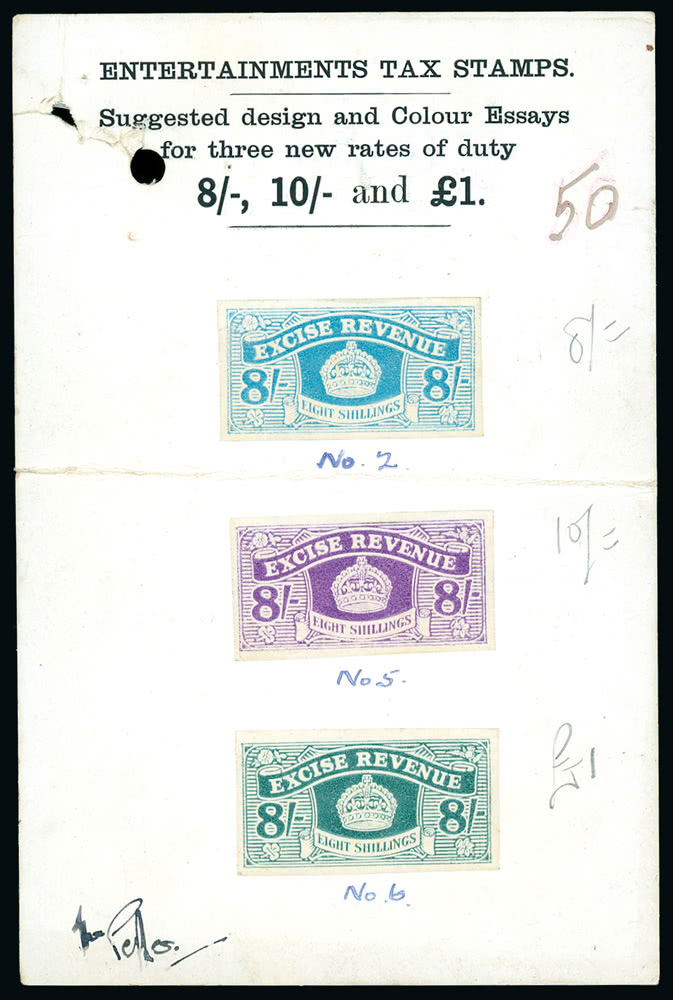 ENTERTAINMENTS TAX STAMPS.
Suggested design and Colour Essays
for three new rates of duty
8/-, 10/- and £1.
50
EXCISE REVENUE
8/- 8/-
EIGHT SHILLINGS
8/=
No. 2
EXCISE REVENUE
8/- 8/-
EIGHT SHILLINGS
10/=
No 5.
EXCISE REVENUE
8/- 8/-
EIGHT SHILLINGS
£1
No. 6.